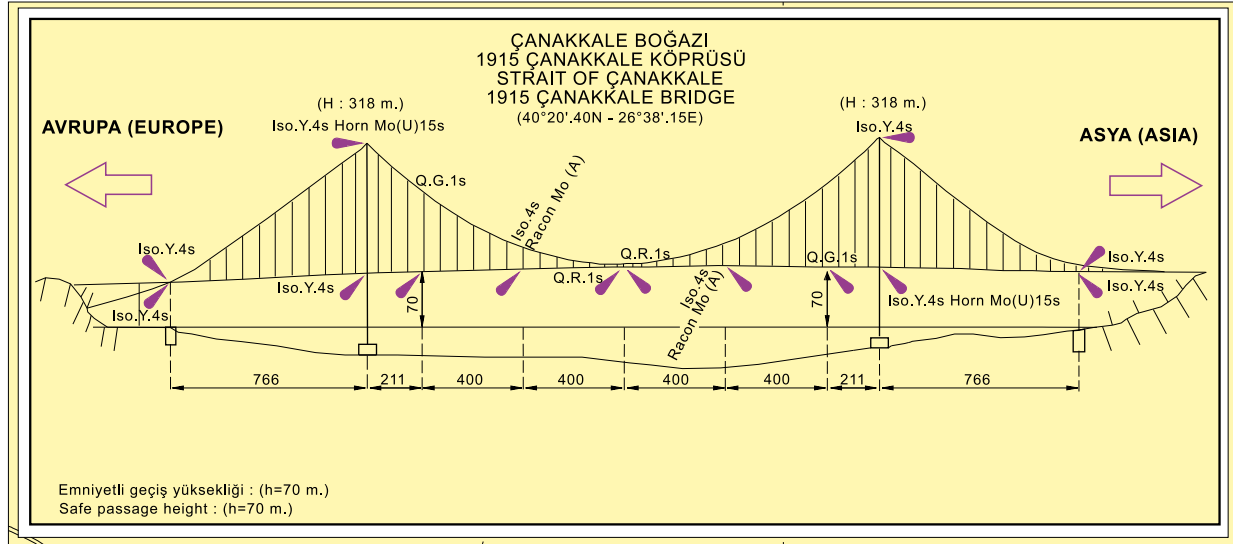 ÇANAKKALE BOĞAZI
1915 ÇANAKKALE KÖPRÜSÜ
STRAIT OF ÇANAKKALE
1915 ÇANAKKALE BRIDGE
(40°20'.40N - 26°38'.15E)
(H : 318 m.)
Iso.Y.4s Horn Mo(U)15s
(H : 318 m.)
Iso.Y.4s
AVRUPA (EUROPE)
ASYA (ASIA)
Q.G.1s
Iso.4s
Racon Mo (A)
Iso.Y.4s
Q.R.1s
Q.G.1s
Iso.Y.4s
Iso.Y.4s
Iso.Y.4s
70
Q.R.1s
Iso.4s
Racon Mo (A)
70
Iso.Y.4s Horn Mo(U)15s
Iso.Y.4s
766
211
400
400
400
400
211
766
Emniyetli geçiş yüksekliği : (h=70 m.)
Safe passage height : (h=70 m.)